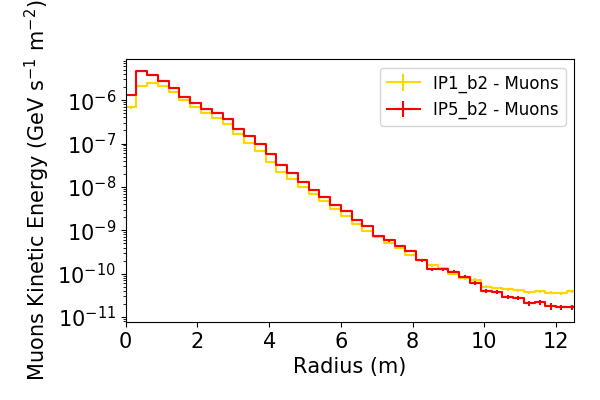 Muons Kinetic Energy (GeV s⁻¹ m⁻²)
IP1_b2 - Muons
IP5_b2 - Muons
10⁻⁶
10⁻⁷
10⁻⁸
10⁻⁹
10⁻¹⁰
10⁻¹¹
0 2 4 6 8 10 12
Radius (m)